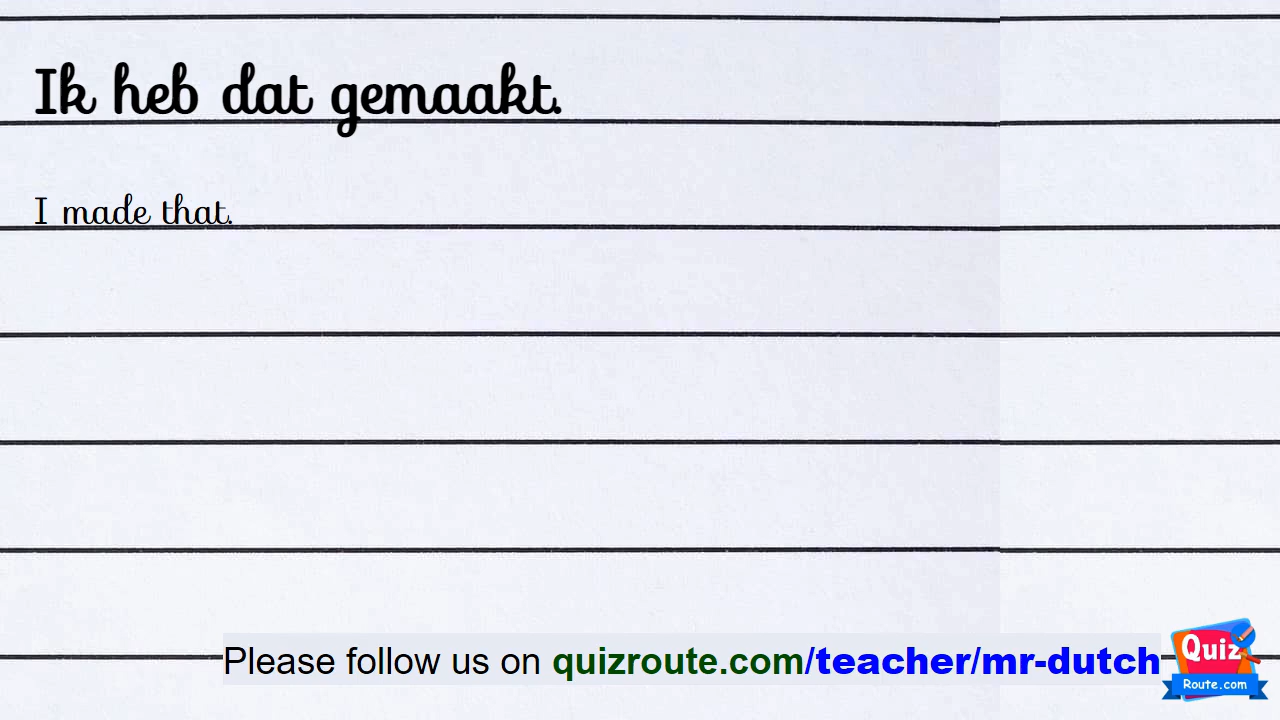 Ik heb dat gemaakt.
I made that.
Please follow us on quizroute.com/teacher/mr-dutch
Quiz
Route.com